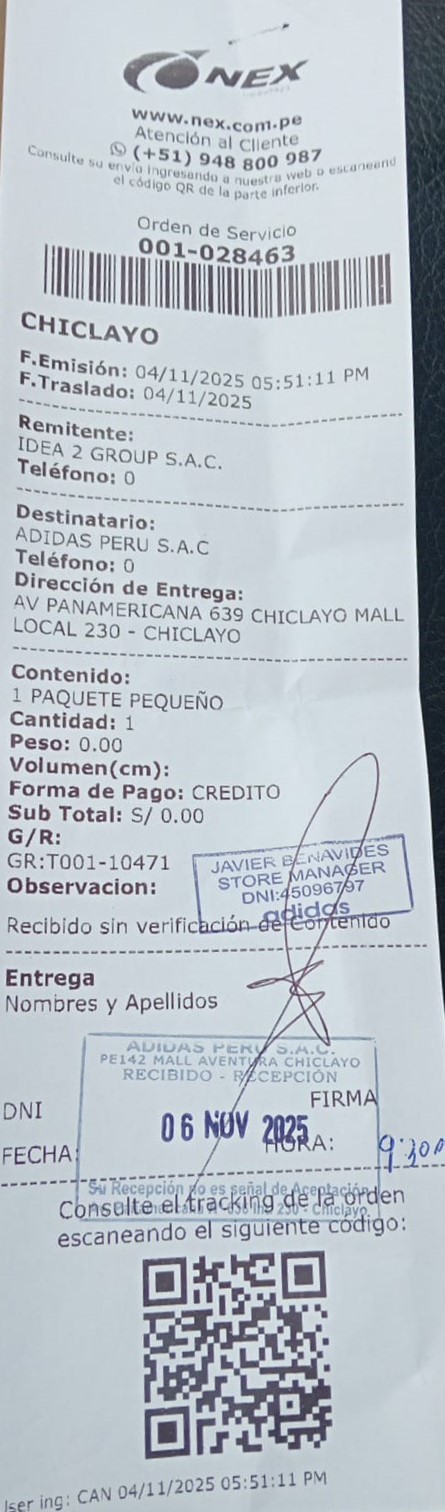 NEX
www.nex.com.pe
Atención al Cliente
(+51) 948 800 987
Consulte su envío ingresando a nuestra web o escaneand
el código QR de la parte inferior.
Orden de Servicio
001-028463
CHICLAYO
F.Emisión: 04/11/2025 05:51:11 PM
F.Traslado: 04/11/2025
Remitente:
IDEA 2 GROUP S.A.C.
Teléfono: 0
Destinatario:
ADIDAS PERU S.A.C
Teléfono: 0
Dirección de Entrega:
AV PANAMERICANA 639 CHICLAYO MALL
LOCAL 230 - CHICLAYO
Contenido:
1 PAQUETE PEQUEÑO
Cantidad: 1
Peso: 0.00
Volumen(cm):
Forma de Pago: CREDITO
Sub Total: S/ 0.00
G/R:
GR:T001-10471
Observacion:
JAVIER BENAVIDES
STORE MANAGER
DNI:45096797
adidas
Recibido sin verificación de Contenido
Entrega
Nombres y Apellidos
ADIDAS PERU S.A.C.
PE142 MALL AVENTURA CHICLAYO
RECIBIDO - RECEPCIÓN
DNI
FIRMA
06 NOV 2025
FECHA:
HORA:
9:30
Su Recepción no es señal de Aceptación
Chiclayo
Consulte el tracking de la orden
escaneando el siguiente código:
ser ing: CAN 04/11/2025 05:51:11 PM